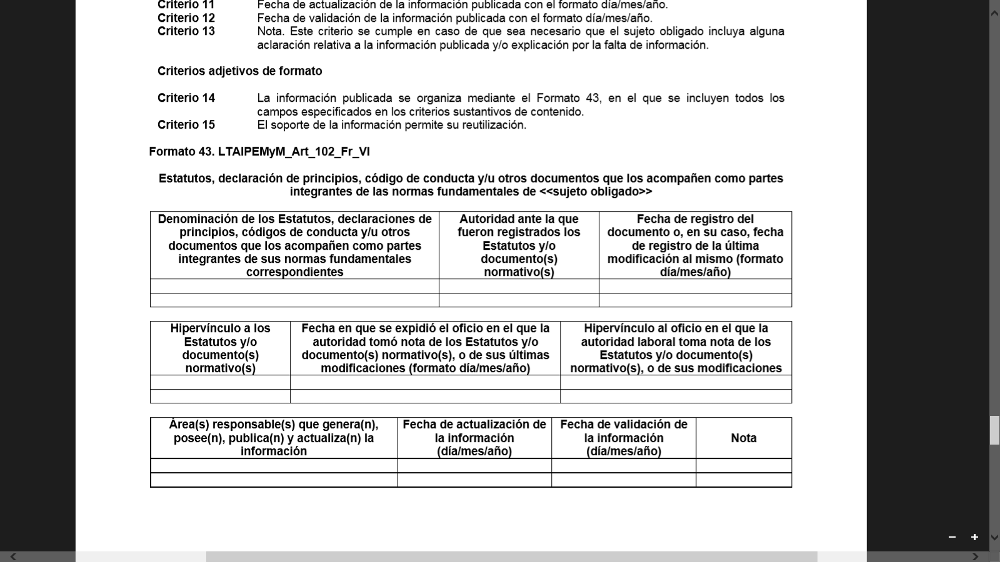 Criterio 11 Fecha de actualización de la información publicada con el formato día/mes/año.
Criterio 12 Fecha de validación de la información publicada con el formato día/mes/año.
Criterio 13 Nota. Este criterio se cumple en caso de que sea necesario que el sujeto obligado incluya alguna
aclaración relativa a la información publicada y/o explicación por la falta de información.
Criterios adjetivos de formato
Criterio 14 La información publicada se organiza mediante el Formato 43, en el que se incluyen todos los
campos especificados en los criterios sustantivos de contenido.
Criterio 15 El soporte de la información permite su reutilización.
Formato 43. LTAIPEMyM_Art_102_Fr_VI
Estatutos, declaración de principios, código de conducta y/u otros documentos que los acompañen como partes
integrantes de las normas fundamentales de <<sujeto obligado>>
Denominación de los Estatutos, declaraciones de
principios, códigos de conducta y/u otros
documentos que los acompañen como partes
integrantes de sus normas fundamentales
correspondientes
Autoridad ante la que
fueron registrados los
Estatutos y/o
documento(s)
normativo(s)
Fecha de registro del
documento o, en su caso, fecha
de registro de la última
modificación al mismo (formato
día/mes/año)
Hipervínculo a los
Estatutos y/o
documento(s)
normativo(s)
Fecha en que se expidió el oficio en el que la
autoridad tomó nota de los Estatutos y/o
documento(s) normativo(s), o de sus últimas
modificaciones (formato día/mes/año)
Hipervínculo al oficio en el que la
autoridad laboral toma nota de los
Estatutos y/o documento(s)
normativo(s), o de sus modificaciones
Área(s) responsable(s) que genera(n),
posee(n), publica(n) y actualiza(n) la
información
Fecha de actualización de
la información
(día/mes/año)
Fecha de validación de
la información
(día/mes/año)
Nota